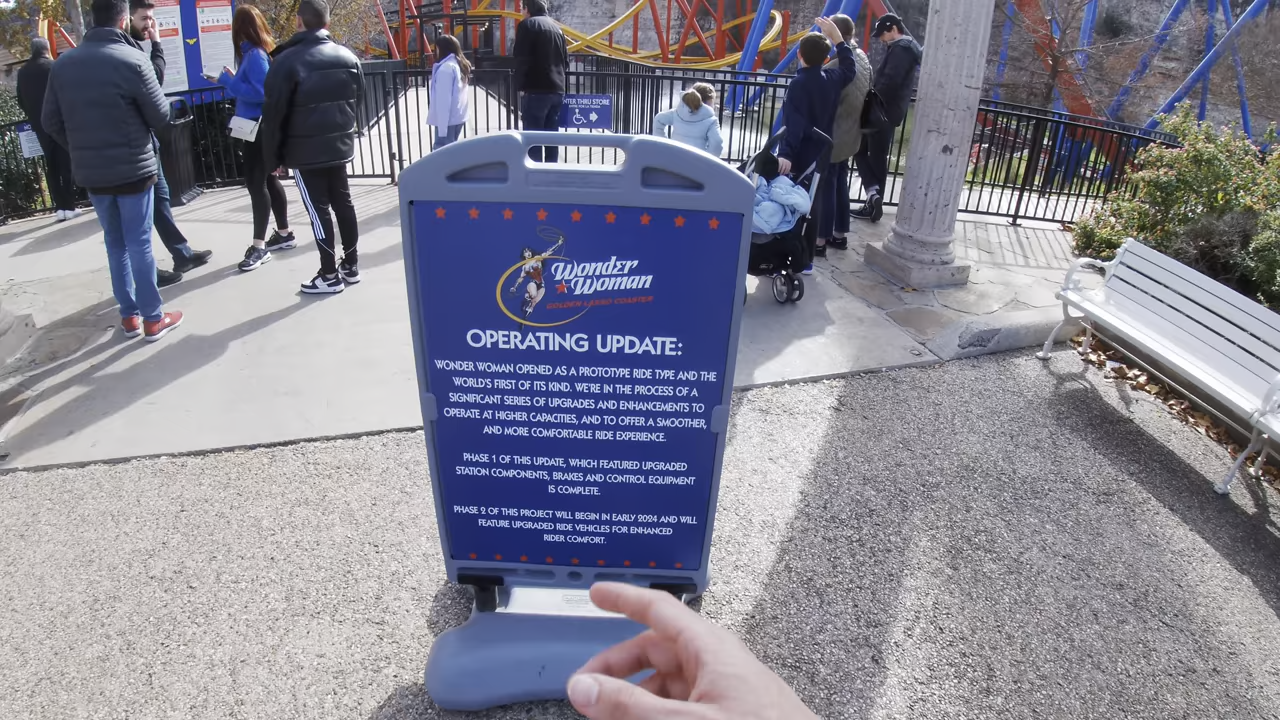 ENTER THRU STORE
WONDER
WOMAN
GOLDEN LASSO COASTER
OPERATING UPDATE:
WONDER WOMAN OPENED AS A PROTOTYPE RIDE TYPE AND THE
WORLD'S FIRST OF ITS KIND. WE'RE IN THE PROCESS OF A
SIGNIFICANT SERIES OF UPGRADES AND ENHANCEMENTS TO
OPERATE AT HIGHER CAPACITIES, AND TO OFFER A SMOOTHER,
AND MORE COMFORTABLE RIDE EXPERIENCE.
PHASE 1 OF THIS UPDATE, WHICH FEATURED UPGRADED
STATION COMPONENTS, BRAKES AND CONTROL EQUIPMENT
IS COMPLETE.
PHASE 2 OF THIS PROJECT WILL BEGIN IN EARLY 2024 AND WILL
FEATURE UPGRADED RIDE VEHICLES FOR ENHANCED
RIDER COMFORT.